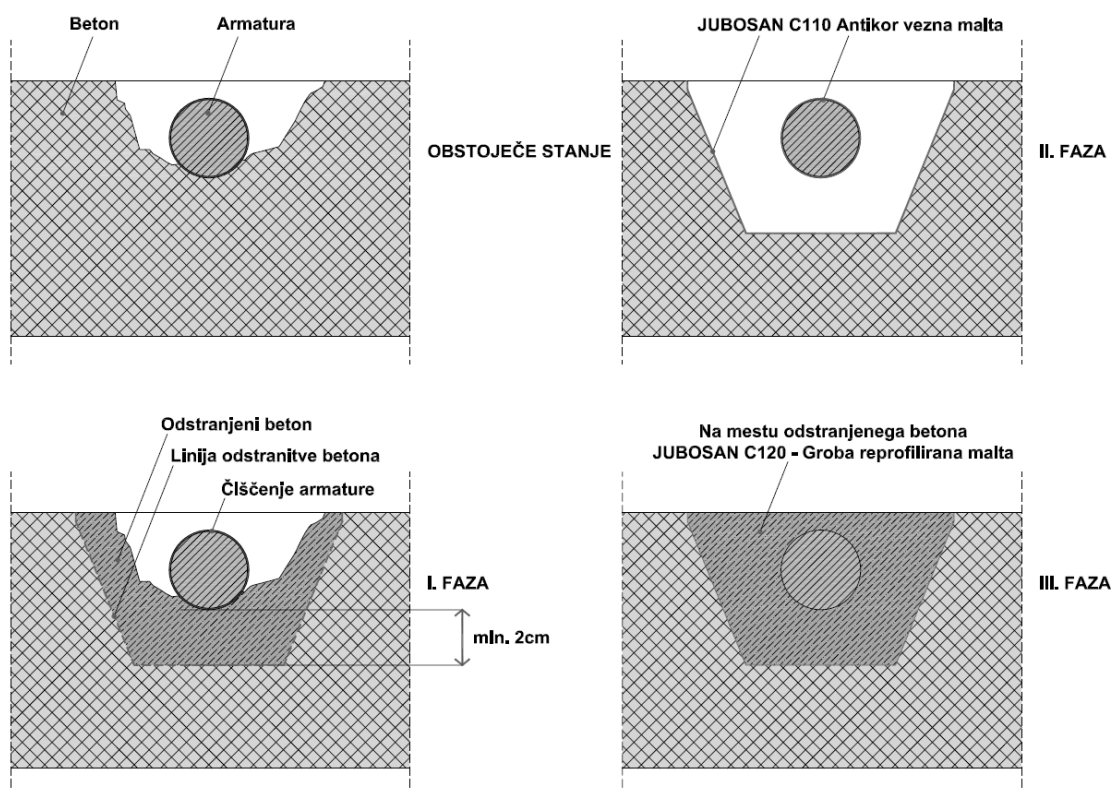 Beton
Armatura
OBSTOJEČE STANJE
JUBOSAN C110 Antikor vezna malta
II. FAZA
Odstranjeni beton
Linija odstranitve betona
Čiščenje armature
I. FAZA
min. 2cm
Na mestu odstranjenega betona
JUBOSAN C120 - Groba reprofilirana malta
III. FAZA